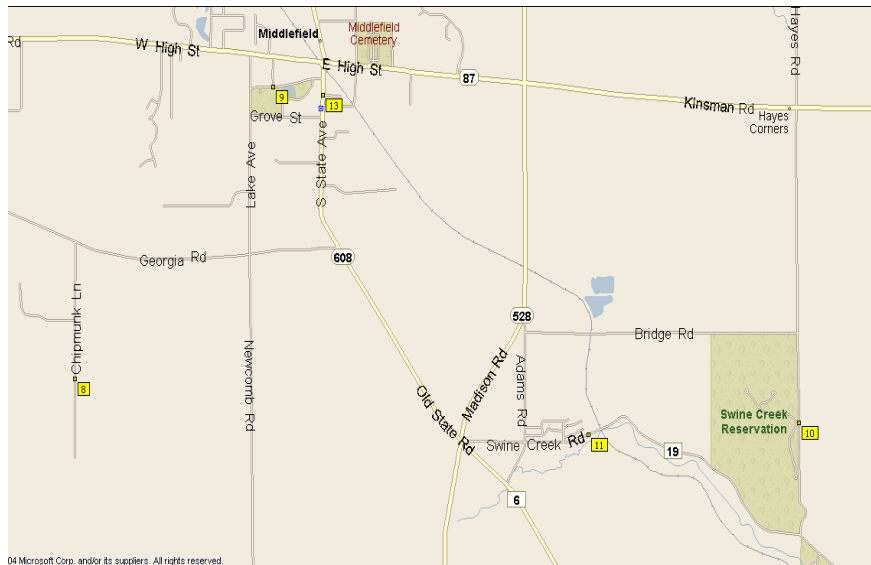 Rd
W High St
Middlefield
Middlefield
Cemetery
E High St
87
Kinsman Rd
Hayes Rd
Hayes
Corners
9
13
Grove St
Lake Ave
S State Ave
Georgia Rd
608
Chipmunk Ln
8
Newcomb Rd
528
Bridge Rd
Madison Rd
Adams Rd
Old State Rd
Swine Creek
Reservation
10
Swine Creek Rd
11
19
6
04 Microsoft Corp. and/or its suppliers. All rights reserved.